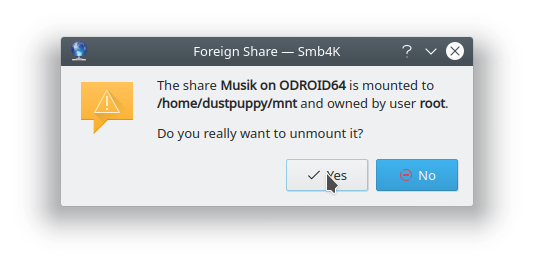 Foreign Share — Smb4K
The share Musik on ODROID64 is mounted to
/home/dustpuppy/mnt and owned by user root.
Do you really want to unmount it?
Yes
No